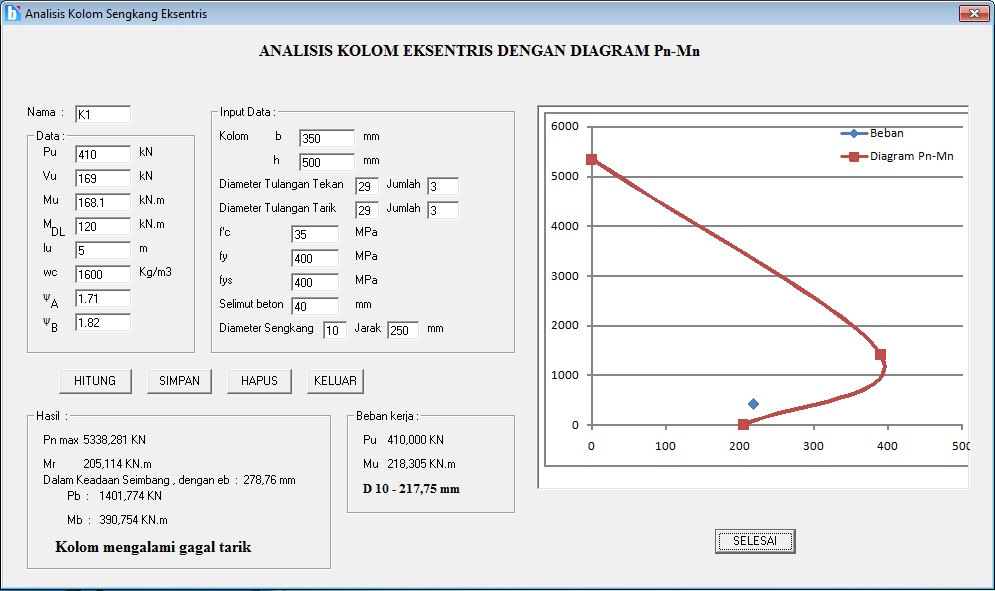 Analisis Kolom Sengkang Eksentris
ANALISIS KOLOM EKSENTRIS DENGAN DIAGRAM Pn-Mn
Nama : K1
Data :
Pu 410 kN
Vu 169 kN
Mu 168.1 kN.m
MDL 120 kN.m
lu 5 m
wc 1600 Kg/m3
ΨA 1.71
ΨB 1.82
Input Data :
Kolom b 350 mm
h 500 mm
Diameter Tulangan Tekan 29 Jumlah 3
Diameter Tulangan Tarik 29 Jumlah 3
f'c 35 MPa
fy 400 MPa
fys 400 MPa
Selimut beton 40 mm
Diameter Sengkang 10 Jarak 250 mm
HITUNG SIMPAN HAPUS KELUAR
Hasil :
Pn max 5338,281 KN
Mr 205,114 KN.m
Dalam Keadaan Seimbang , dengan eb : 278,76 mm
Pb : 1401,774 KN
Mb : 390,754 KN.m
Kolom mengalami gagal tarik
Beban kerja :
Pu 410,000 KN
Mu 218,305 KN.m
D 10 - 217,75 mm
Beban
Diagram Pn-Mn
6000
5000
4000
3000
2000
1000
0
0 100 200 300 400 500
SELESAI